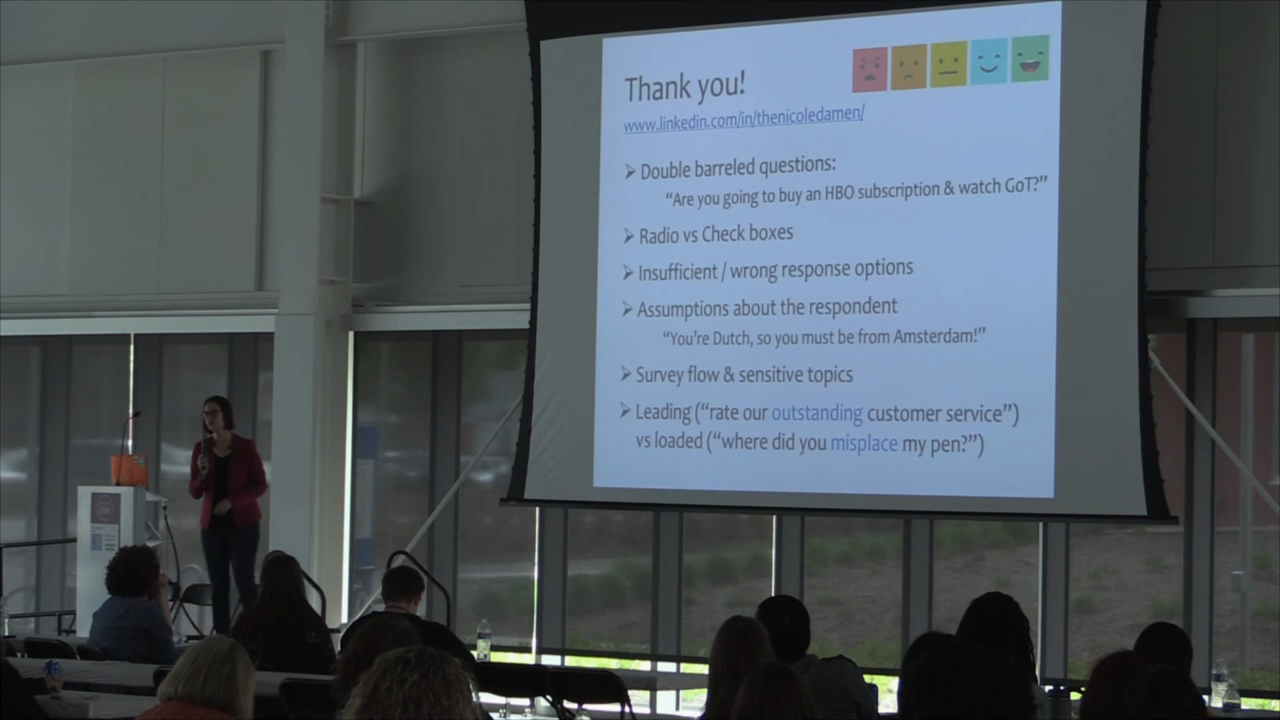 Thank you!
www.linkedin.com/in/thenicoledamen/
➢ Double barreled questions:
“Are you going to buy an HBO subscription & watch GoT?”
➢ Radio vs Check boxes
➢ Insufficient / wrong response options
➢ Assumptions about the respondent
“You’re Dutch, so you must be from Amsterdam!”
➢ Survey flow & sensitive topics
➢ Leading (“rate our outstanding customer service”)
vs loaded (“where did you misplace my pen?”)